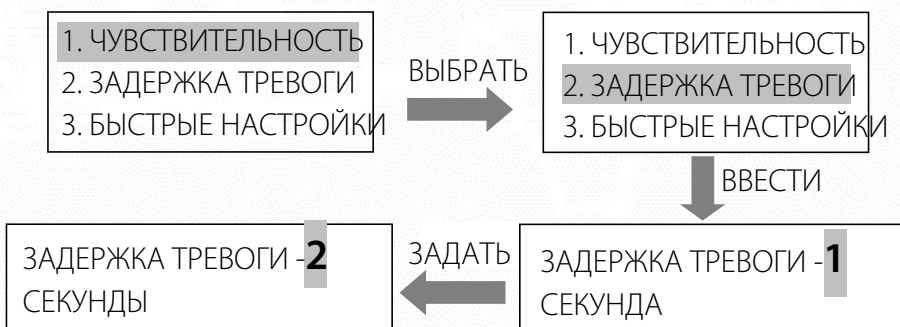 1. ЧУВСТВИТЕЛЬНОСТЬ
2. ЗАДЕРЖКА ТРЕВОГИ
3. БЫСТРЫЕ НАСТРОЙКИ
ВЫБРАТЬ
1. ЧУВСТВИТЕЛЬНОСТЬ
2. ЗАДЕРЖКА ТРЕВОГИ
3. БЫСТРЫЕ НАСТРОЙКИ
ВВЕСТИ
ЗАДЕРЖКА ТРЕВОГИ -1
СЕКУНДА
ЗАДАТЬ
ЗАДЕРЖКА ТРЕВОГИ -2
СЕКУНДЫ